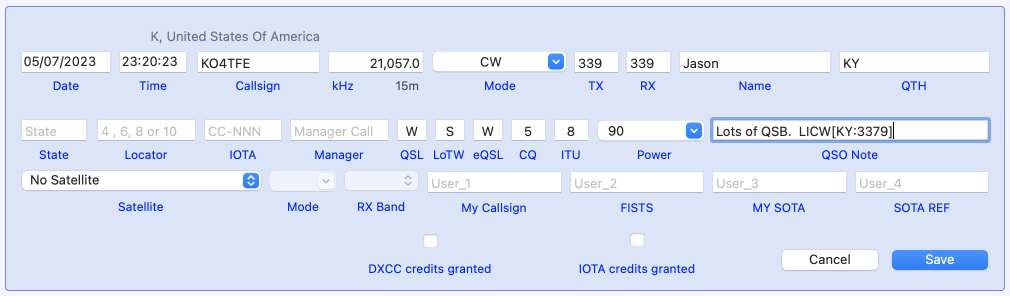 K, United States Of America
05/07/2023 23:20:23 KO4TFE 21,057.0 CW 339 339 Jason KY
Date Time Callsign kHz 15m Mode TX RX Name QTH
State 4 , 6, 8 or 10 CC-NNN Manager Call W S W 5 8 90 Lots of QSB.  LICW[KY:3379]
State Locator IOTA Manager QSL LoTW eQSL CQ ITU Power QSO Note
No Satellite User_1 User_2 User_3 User_4
Satellite Mode RX Band My Callsign FISTS MY SOTA SOTA REF
DXCC credits granted IOTA credits granted
Cancel Save